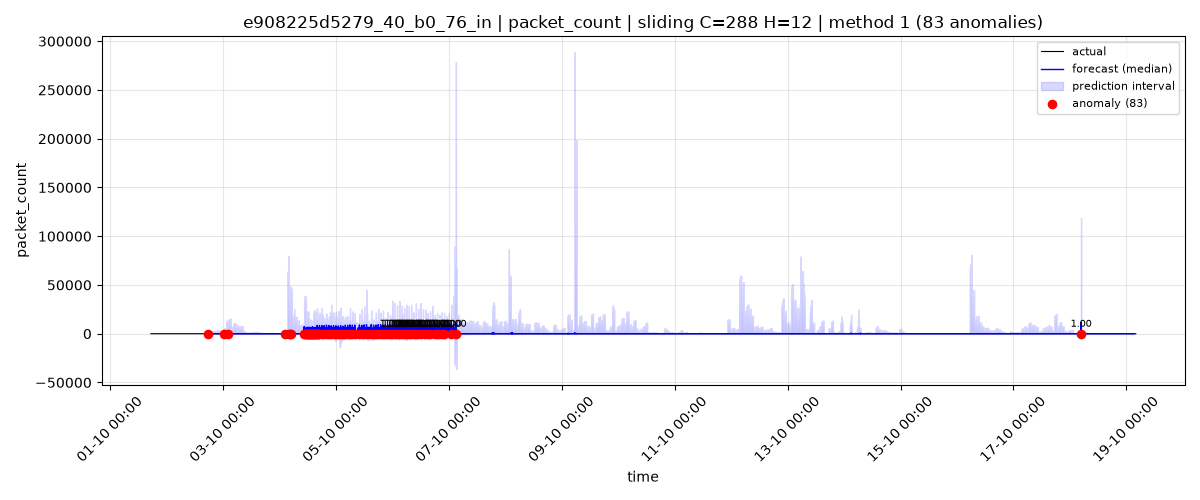 e908225d5279_40_b0_76_in | packet_count | sliding C=288 H=12 | method 1 (83 anomalies)
actual
forecast (median)
prediction interval
anomaly (83)
packet_count
300000
250000
200000
150000
100000
50000
0
−50000
1.00
01-10 00:00
03-10 00:00
05-10 00:00
07-10 00:00
09-10 00:00
11-10 00:00
13-10 00:00
15-10 00:00
17-10 00:00
19-10 00:00
time